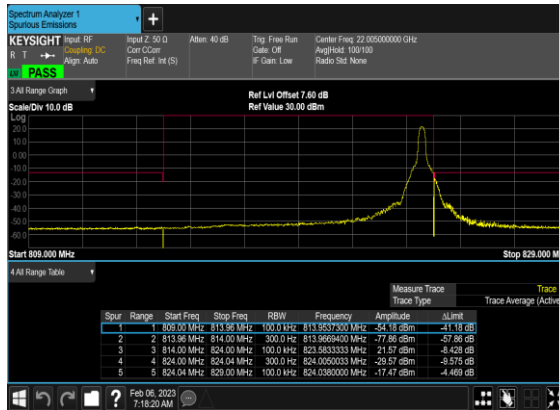 Spectrum Analyzer 1
Spurious Emissions
+
KEYSIGHT Input: RF Input Z: 50 Ω Atten: 40 dB Trig: Free Run Center Freq: 22.005000000 GHz
R T Coupling: DC Corr CCorr Gate: Off Avg|Hold: 100/100
Align: Auto Freq Ref: Int (S) IF Gain: Low Radio Std: None
PASS
3 All Range Graph
Ref Lvl Offset 7.60 dB
Scale/Div 10.0 dB Ref Value 30.00 dBm
Log
20.0
10.0
0.00
-10.0
-20.0
-30.0
-40.0
-50.0
-60.0
Start 809.000 MHz Stop 829.000 M
4 All Range Table
Measure Trace Trace
Trace Type Trace Average (Active
Spur Range Start Freq Stop Freq RBW Frequency Amplitude ΔLimit
1 1 809.00 MHz 813.96 MHz 100.0 kHz 813.9537300 MHz -54.18 dBm -41.18 dB
2 2 813.96 MHz 814.00 MHz 300.0 Hz 813.9669400 MHz -77.86 dBm -57.86 dB
3 3 814.00 MHz 824.00 MHz 100.0 kHz 823.5833333 MHz 21.57 dBm -8.428 dB
4 4 824.00 MHz 824.04 MHz 300.0 Hz 824.0050033 MHz -29.57 dBm -9.575 dB
5 5 824.04 MHz 829.00 MHz 100.0 kHz 824.0380000 MHz -17.47 dBm -4.469 dB
? Feb 06, 2023
7:18:20 AM